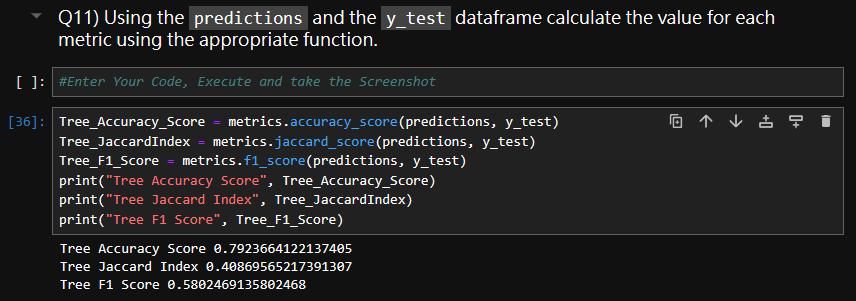 Q11) Using the predictions and the y_test dataframe calculate the value for each
metric using the appropriate function.
[ ]: #Enter Your Code, Execute and take the Screenshot
[36]: Tree_Accuracy_Score = metrics.accuracy_score(predictions, y_test)
Tree_JaccardIndex = metrics.jaccard_score(predictions, y_test)
Tree_F1_Score = metrics.f1_score(predictions, y_test)
print("Tree Accuracy Score", Tree_Accuracy_Score)
print("Tree Jaccard Index", Tree_JaccardIndex)
print("Tree F1 Score", Tree_F1_Score)
Tree Accuracy Score 0.7923664122137405
Tree Jaccard Index 0.40869565217391307
Tree F1 Score 0.5802469135802468